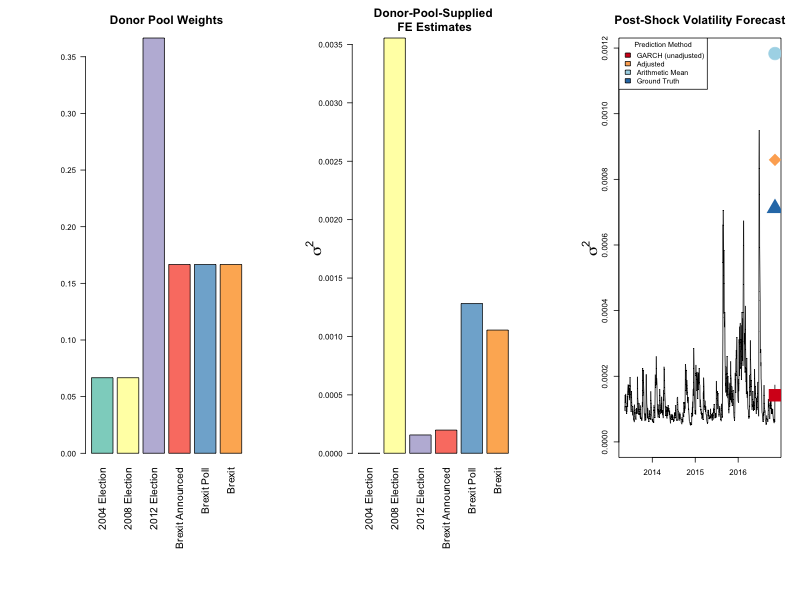 Donor Pool Weights
0.35
0.30
0.25
0.20
0.15
0.10
0.05
0.00
2004 Election
2008 Election
2012 Election
Brexit Announced
Brexit Poll
Brexit
Donor-Pool-Supplied
FE Estimates
σ2
0.0035
0.0030
0.0025
0.0020
0.0015
0.0010
0.0005
0.0000
2004 Election
2008 Election
2012 Election
Brexit Announced
Brexit Poll
Brexit
Post-Shock Volatility Forecast
Prediction Method
GARCH (unadjusted)
Adjusted
Arithmetic Mean
Ground Truth
σ2
0.0012
0.0010
0.0008
0.0006
0.0004
0.0002
0.0000
2014
2015
2016